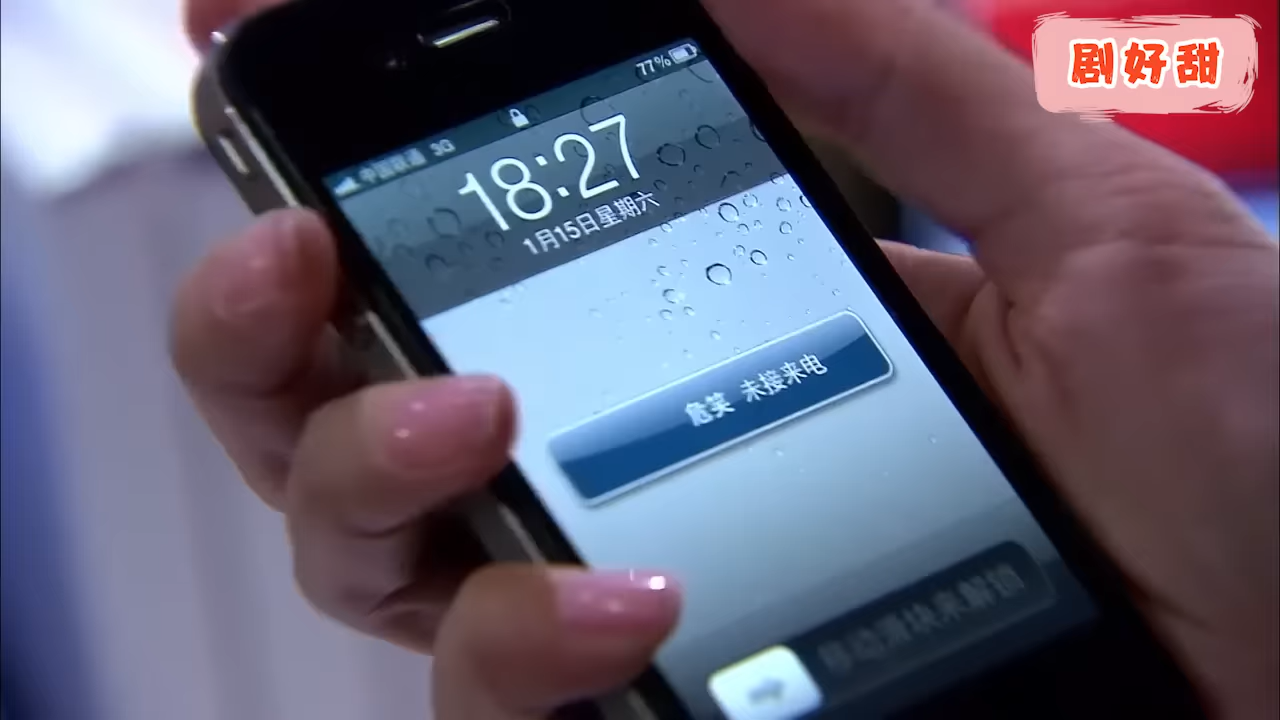 剧好甜
77%
中国联通 3G
18:27
1月15日星期六
危笑 未接来电
移动滑块来解锁